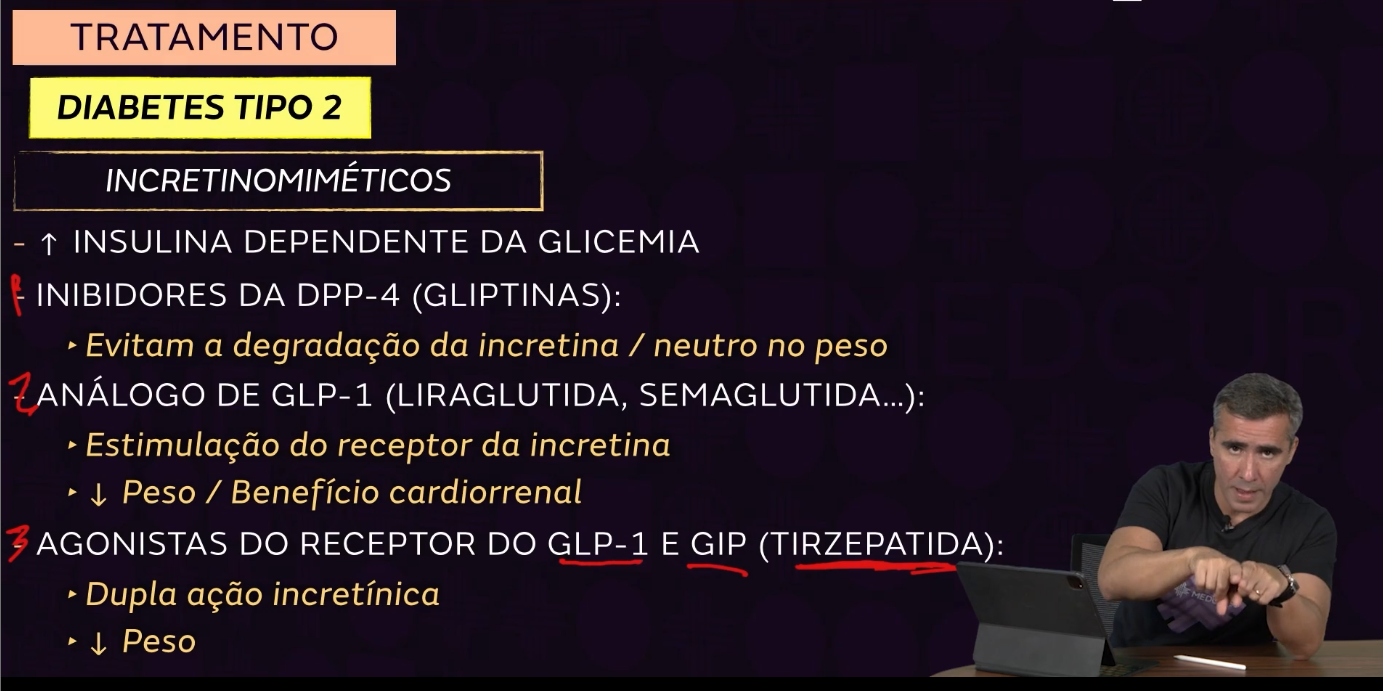 TRATAMENTO
DIABETES TIPO 2
INCRETINOMIMÉTICOS
- ↑ INSULINA DEPENDENTE DA GLICEMIA
1 - INIBIDORES DA DPP-4 (GLIPTINAS):
‣ Evitam a degradação da incretina / neutro no peso
2 - ANÁLOGO DE GLP-1 (LIRAGLUTIDA, SEMAGLUTIDA...):
‣ Estimulação do receptor da incretina
‣ ↓ Peso / Benefício cardiorrenal
3 - AGONISTAS DO RECEPTOR DO GLP-1 E GIP (TIRZEPATIDA):
‣ Dupla ação incretínica
‣ ↓ Peso